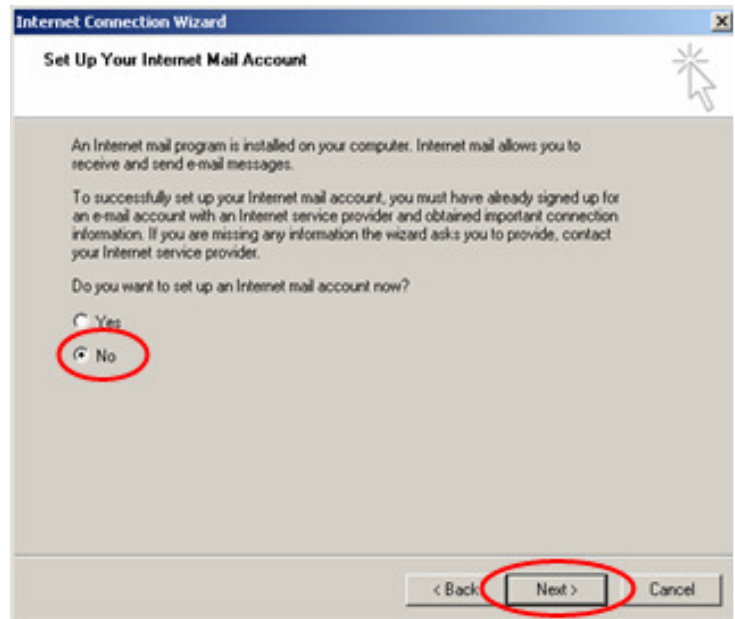 Internet Connection Wizard
Set Up Your Internet Mail Account
An Internet mail program is installed on your computer. Internet mail allows you to
receive and send e-mail messages.
To successfully set up your Internet mail account, you must have already signed up for
an e-mail account with an Internet service provider and obtained important connection
information. If you are missing any information the wizard asks you to provide, contact
your Internet service provider.
Do you want to set up an Internet mail account now?
Yes
No
< Back
Next >
Cancel